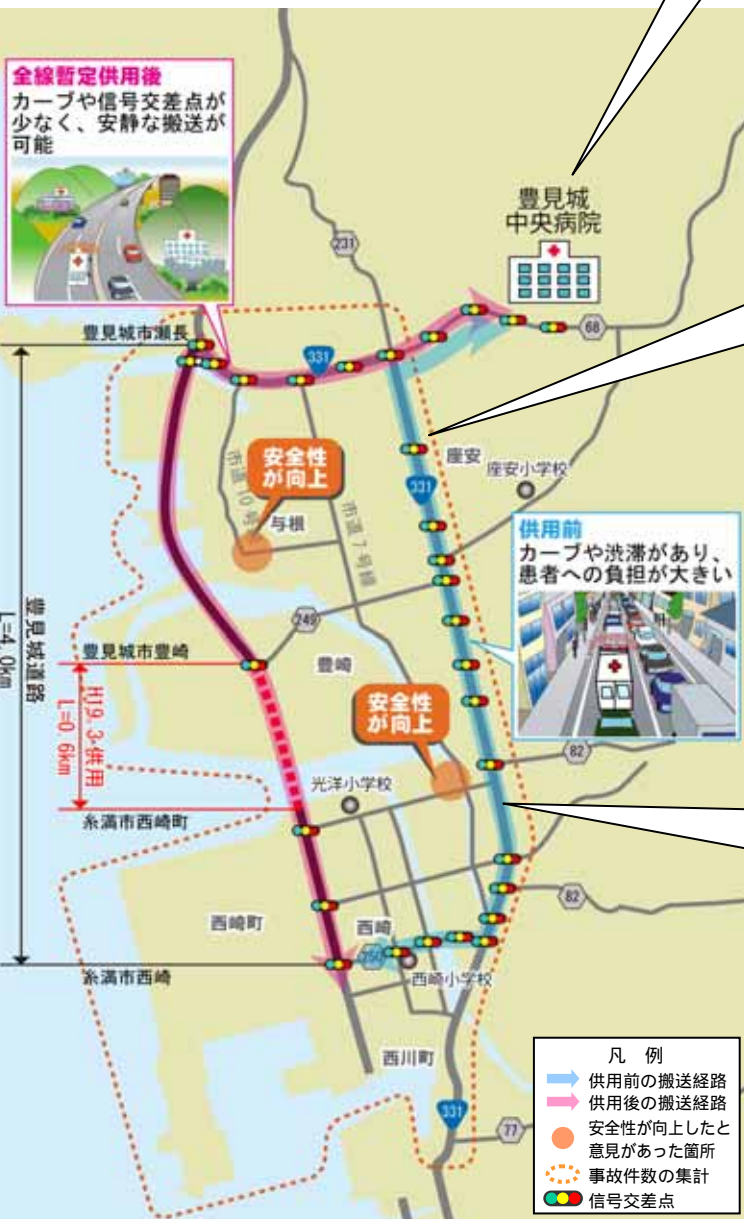 全線暫定供用後
カーブや信号交差点が
少なく、安静な搬送が
可能
豊見城
中央病院
231
68
豊見城市瀬長
331
市道10号線
安全性
が向上
与根
市道7号線
座安
座安小学校
331
供用前
カーブや渋滞があり、
患者への負担が大きい
249
豊見城市豊崎
豊崎
豊見城道路
L=4.0km
H19.3供用
L=0.6km
安全性
が向上
82
光洋小学校
糸満市西崎町
82
西崎町
西崎
250
糸満市西崎
西崎小学校
西川町
331
77
凡 例
供用前の搬送経路
供用後の搬送経路
安全性が向上したと
意見があった箇所
事故件数の集計
信号交差点